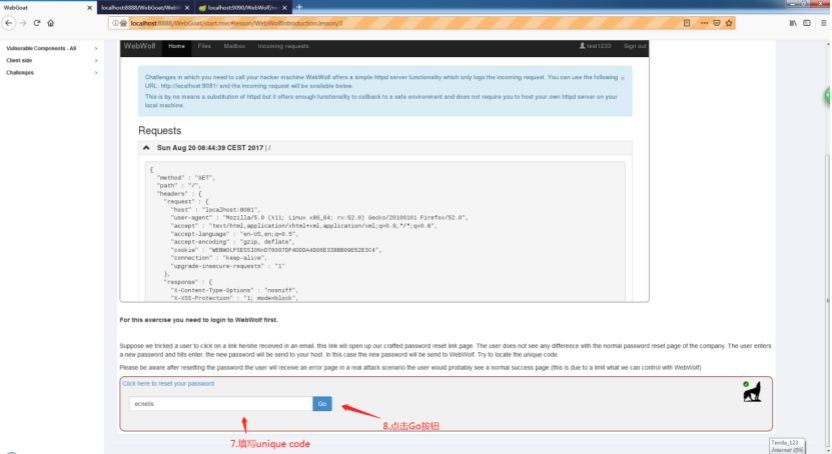 WebGoat
localhost:8888/WebGoat/WebW
localhost:9090/WebWolf/
localhost:8888/WebGoat/start.mvc#lesson/WebWolfIntroduction.lesson/3
Vulnerable Components - A9
Client side
Challenges
WebWolf Home Files Mailbox Incoming requests test1233 Sign out
Challenges in which you need to call your hacker machine WebWolf offers a simple httpd server functionality which only logs the incoming request. You can use the following
URL: http://localhost:8081/ and the incoming request will be available below.
This is by no means a substitution of httpd but it offers enough functionality to callback to a safe environment and does not require you to host your own httpd server on your
local machine.
Requests
Sun Aug 20 08:44:39 CEST 2017 | /
{
"method" : "GET",
"path" : "/",
"headers" : {
"request" : {
"host" : "localhost:8081",
"user-agent" : "Mozilla/5.0 (X11; Linux x86_64; rv:52.0) Gecko/20100101 Firefox/52.0",
"accept" : "text/html,application/xhtml+xml,application/xml;q=0.9,*/*;q=0.8",
"accept-language" : "en-US,en;q=0.5",
"accept-encoding" : "gzip, deflate",
"connection" : "keep-alive",
"upgrade-insecure-requests" : "1"
},
"response" : {
"X-Content-Type-Options" : "nosniff",
"X-XSS-Protection" : "1; mode=block",
For this exercise you need to login to WebWolf first.
Suppose we tricked a user to click on a link he/she received in an email, this link will open up our crafted password reset link page. The user does not see any difference with the normal password reset page of the company. The user enters
a new password and hits enter, the new password will be send to your host. In this case the new password will be send to WebWolf. Try to locate the unique code.
Please be aware after resetting the password the user will receive an error page in a real attack scenario the user would probably see a normal success page (this is due to a limit what we can control with WebWolf)
Click here to reset your password
ecneiis
Go
8.点击Go按钮
7.填写unique code
Tenda_123
Internet 访问